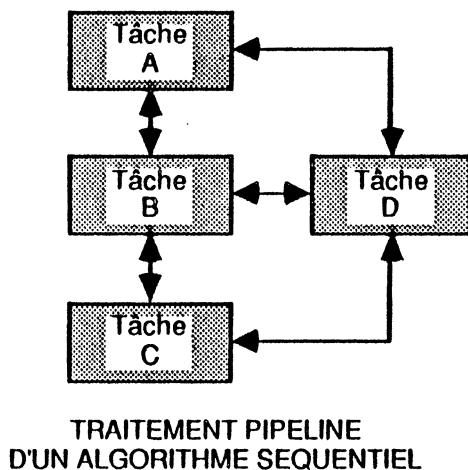 Tâche
A
Tâche
B
Tâche
D
Tâche
C
TRAITEMENT PIPELINE
D'UN ALGORITHME SEQUENTIEL